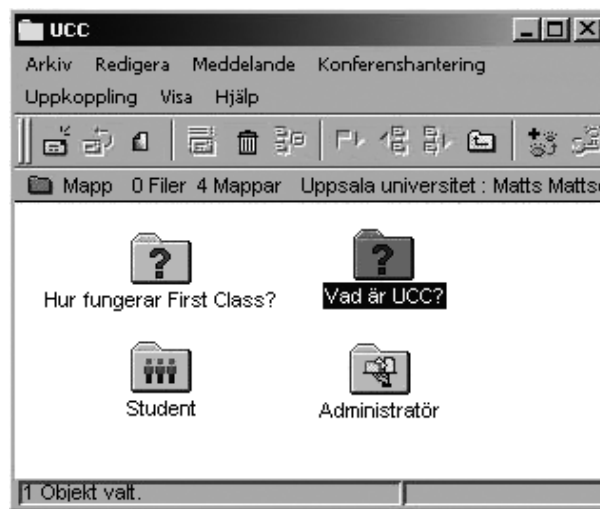 UCC
Arkiv Redigera Meddelande Konferenshantering
Uppkoppling Visa Hjälp
Mapp 0 Filer 4 Mappar Uppsala universitet : Matts
Hur fungerar First Class?
Vad är UCC?
Student
Administratör
1 Objekt valt.